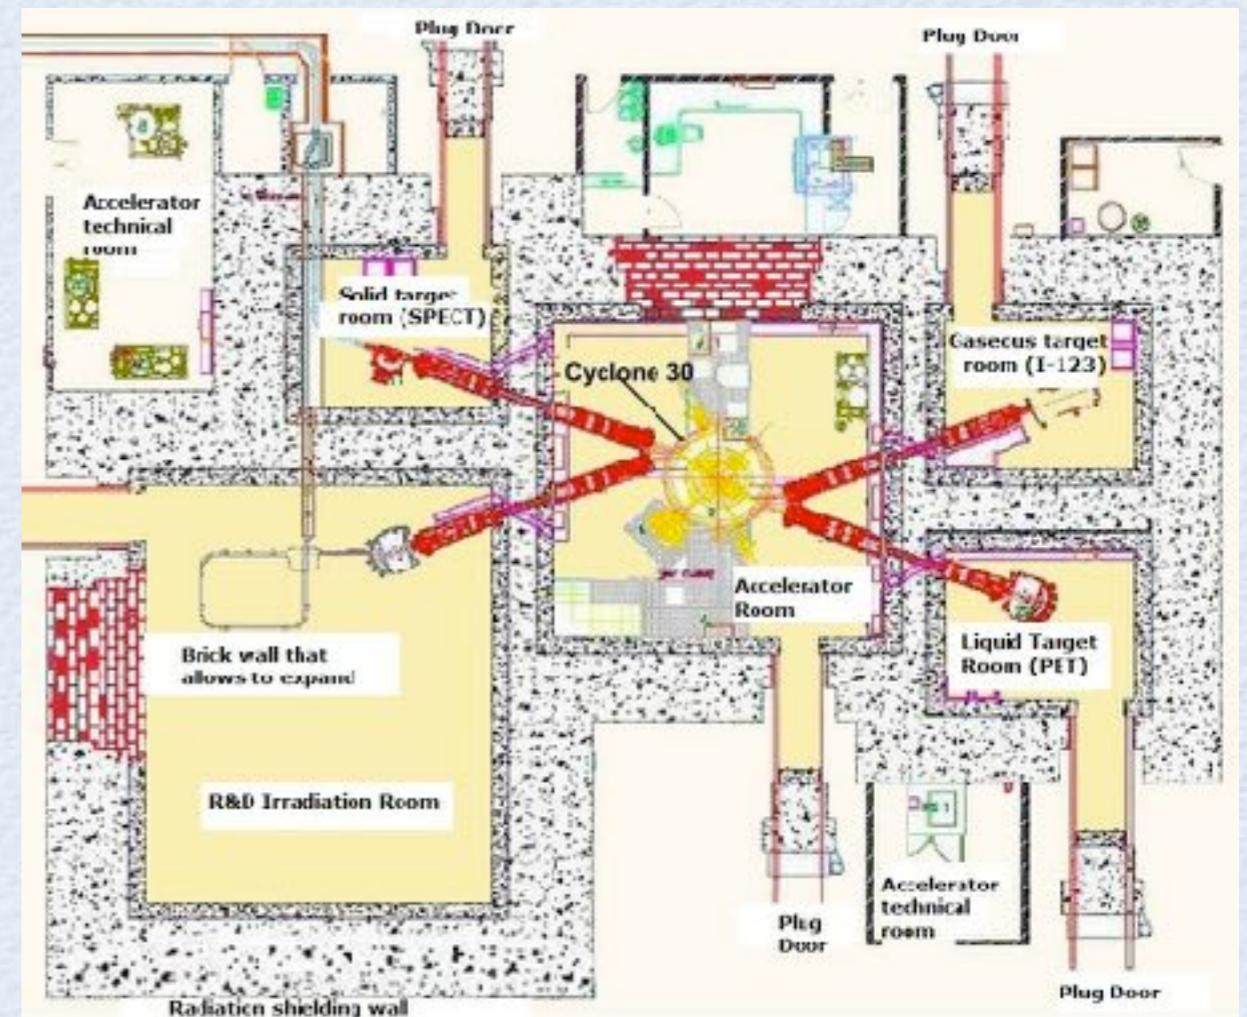 Plug Door
Plug Door
Accelerator
technical
room
Solid target
room (SPECT)
Cyclone 30
Gasecus target
room (I-123)
Accelerator
Room
Liquid Target
Room (PET)
Brick wall that
allows to expand
R&D Irradiation Room
Accelerator
technical
room
Plug
Door
Plug Door
Radiation shielding wall